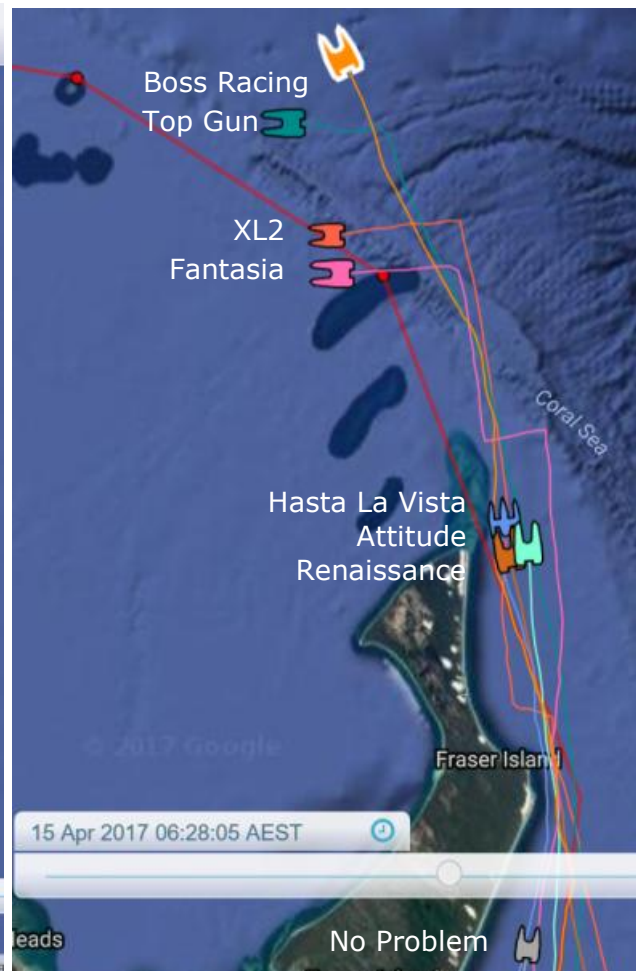 Boss Racing
Top Gun
XL2
Fantasia
Coral Sea
Hasta La Vista
Attitude
Renaissance
© 2017 Google
Fraser Island
15 Apr 2017 06:28:05 AEST
eads
No Problem